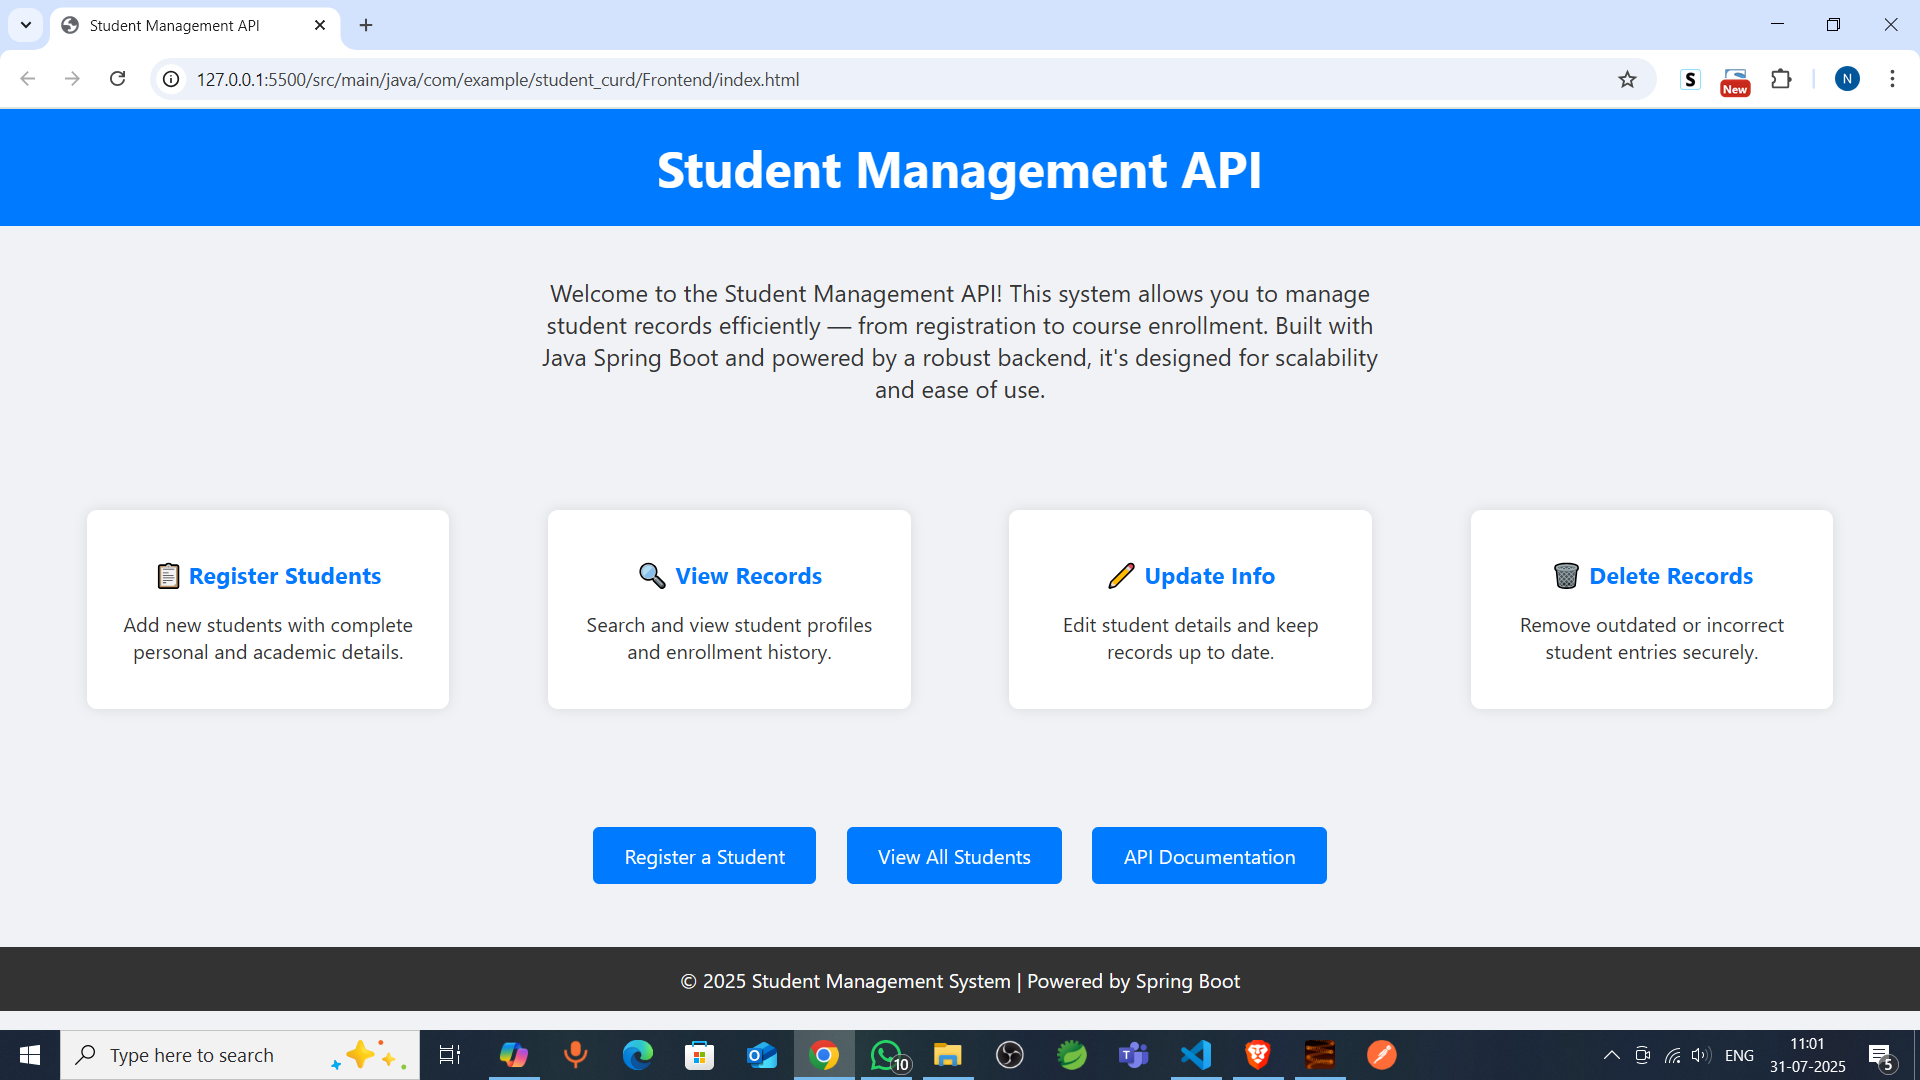 Student Management API
127.0.0.1:5500/src/main/java/com/example/student_curd/Frontend/index.html
S
New
N
Student Management API
Welcome to the Student Management API! This system allows you to manage
student records efficiently — from registration to course enrollment. Built with
Java Spring Boot and powered by a robust backend, it's designed for scalability
and ease of use.
📋 Register Students
Add new students with complete
personal and academic details.
🔍 View Records
Search and view student profiles
and enrollment history.
✏️ Update Info
Edit student details and keep
records up to date.
🗑️ Delete Records
Remove outdated or incorrect
student entries securely.
Register a Student
View All Students
API Documentation
© 2025 Student Management System | Powered by Spring Boot
Type here to search
10
ENG
11:01
31-07-2025
5